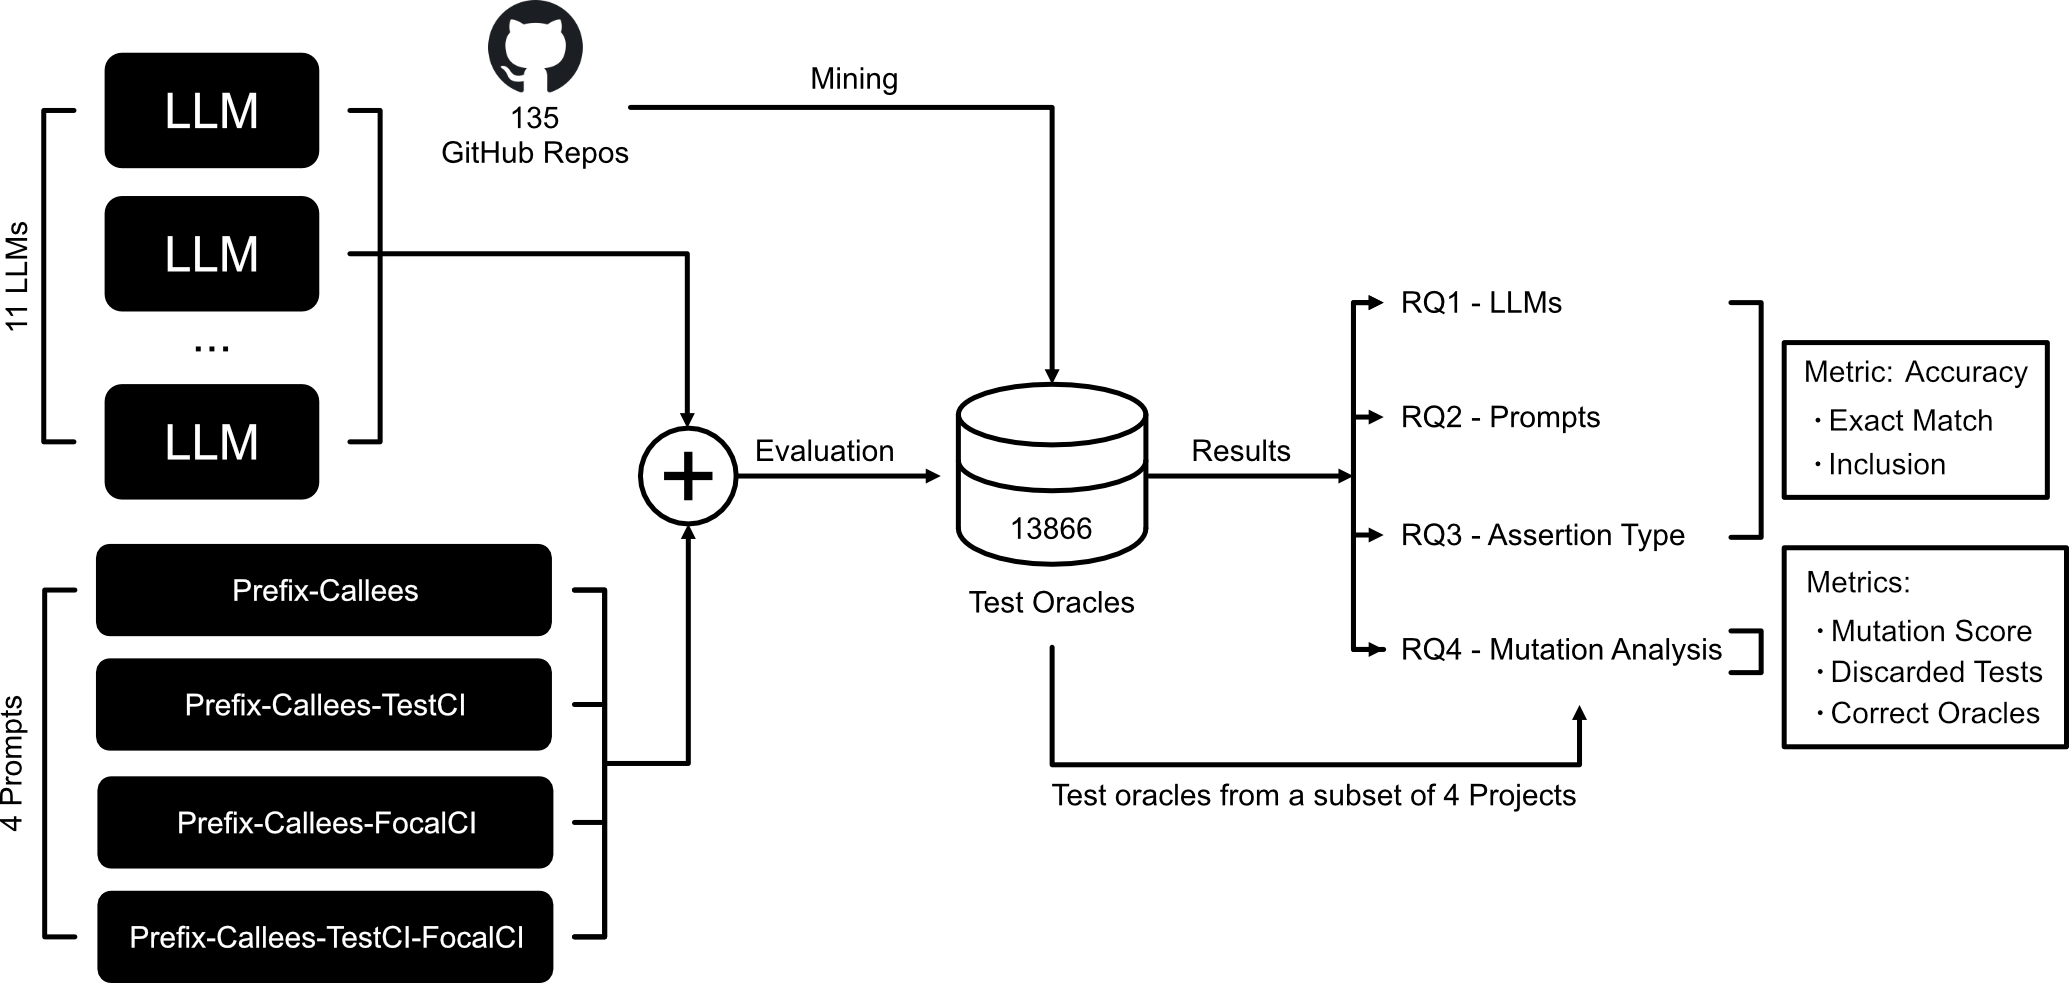 LLM
LLM
...
LLM
11 LLMs
135
GitHub Repos
Mining
Prefix-Callees
Prefix-Callees-TestCI
Prefix-Callees-FocalCI
Prefix-Callees-TestCI-FocalCI
4 Prompts
Evaluation
13866
Test Oracles
Results
Test oracles from a subset of 4 Projects
RQ1 - LLMs
RQ2 - Prompts
RQ3 - Assertion Type
RQ4 - Mutation Analysis
Metric: Accuracy
· Exact Match
· Inclusion
Metrics:
· Mutation Score
· Discarded Tests
· Correct Oracles